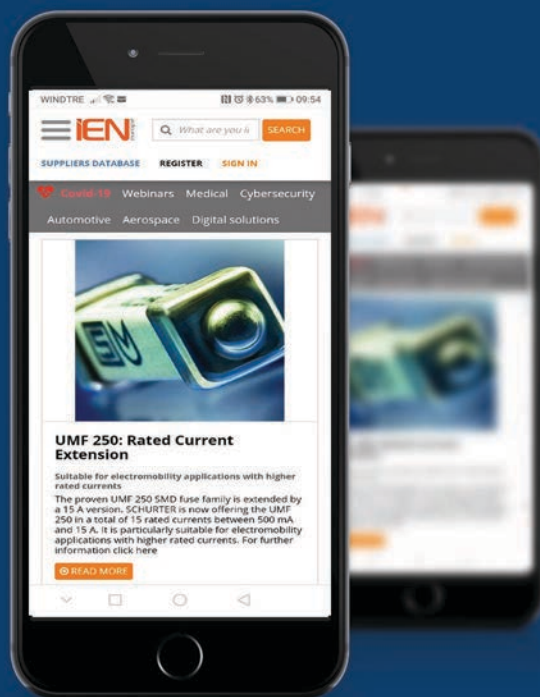 WINDTRE 63% 09:54
iEN europe What are you li SEARCH
SUPPLIERS DATABASE REGISTER SIGN IN
Covid-19 Webinars Medical Cybersecurity
Automotive Aerospace Digital solutions
UMF 250: Rated Current
Extension
Suitable for electromobility applications with higher
rated currents
The proven UMF 250 SMD fuse family is extended by
a 15 A version. SCHURTER is now offering the UMF
250 in a total of 15 rated currents between 500 mA
and 15 A. It is particularly suitable for electromobility
applications with higher rated currents. For further
information click here
READ MORE